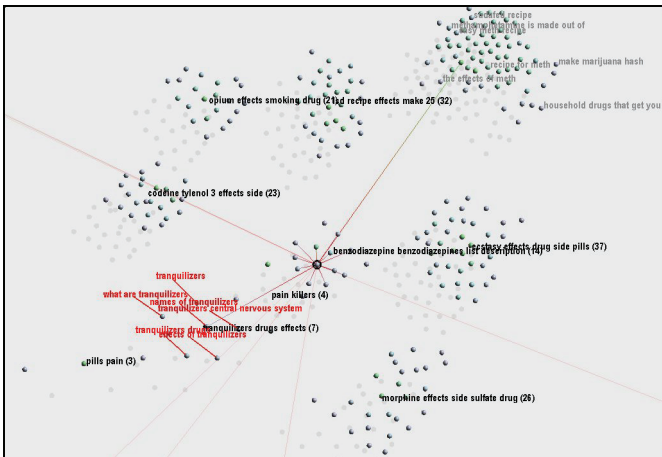 sudafed recipe
methamphetamine is made out of
easy meth recipe
recipe for meth
make marijuana hash
the effects of meth
household drugs that get you
opium effects smoking drug (21)
lsd recipe effects make 25 (32)
codeine tylenol 3 effects side (23)
ecstasy effects drug side pills (37)
benzodiazepine benzodiazepines list description (14)
tranquilizers
what are tranquilizers
names of tranquilizers
pain killers (4)
tranquilizers central nervous system
tranquilizers drugs
tranquilizers drugs effects (7)
effects of tranquilizers
pills pain (3)
morphine effects side sulfate drug (26)